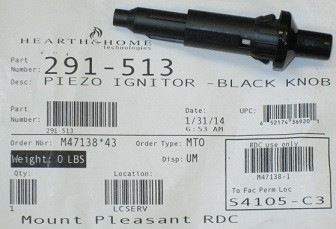 HEARTH & HOME
technologies
Part
Number: 291-513
Desc: PIEZO IGNITOR -BLACK KNOB
Part
Number:
291-513
Date:
1/31/14
6:53 AM
UPC:
Order Nbr: M47138*43
Order Type: MTO
Weight: 0 LBS
Disp: UM
RDC use only
M47138-1
To Fac Perm Loc
S4105-C3
Qty:
1
Location:
LCSERV
Mount Pleasant RDC